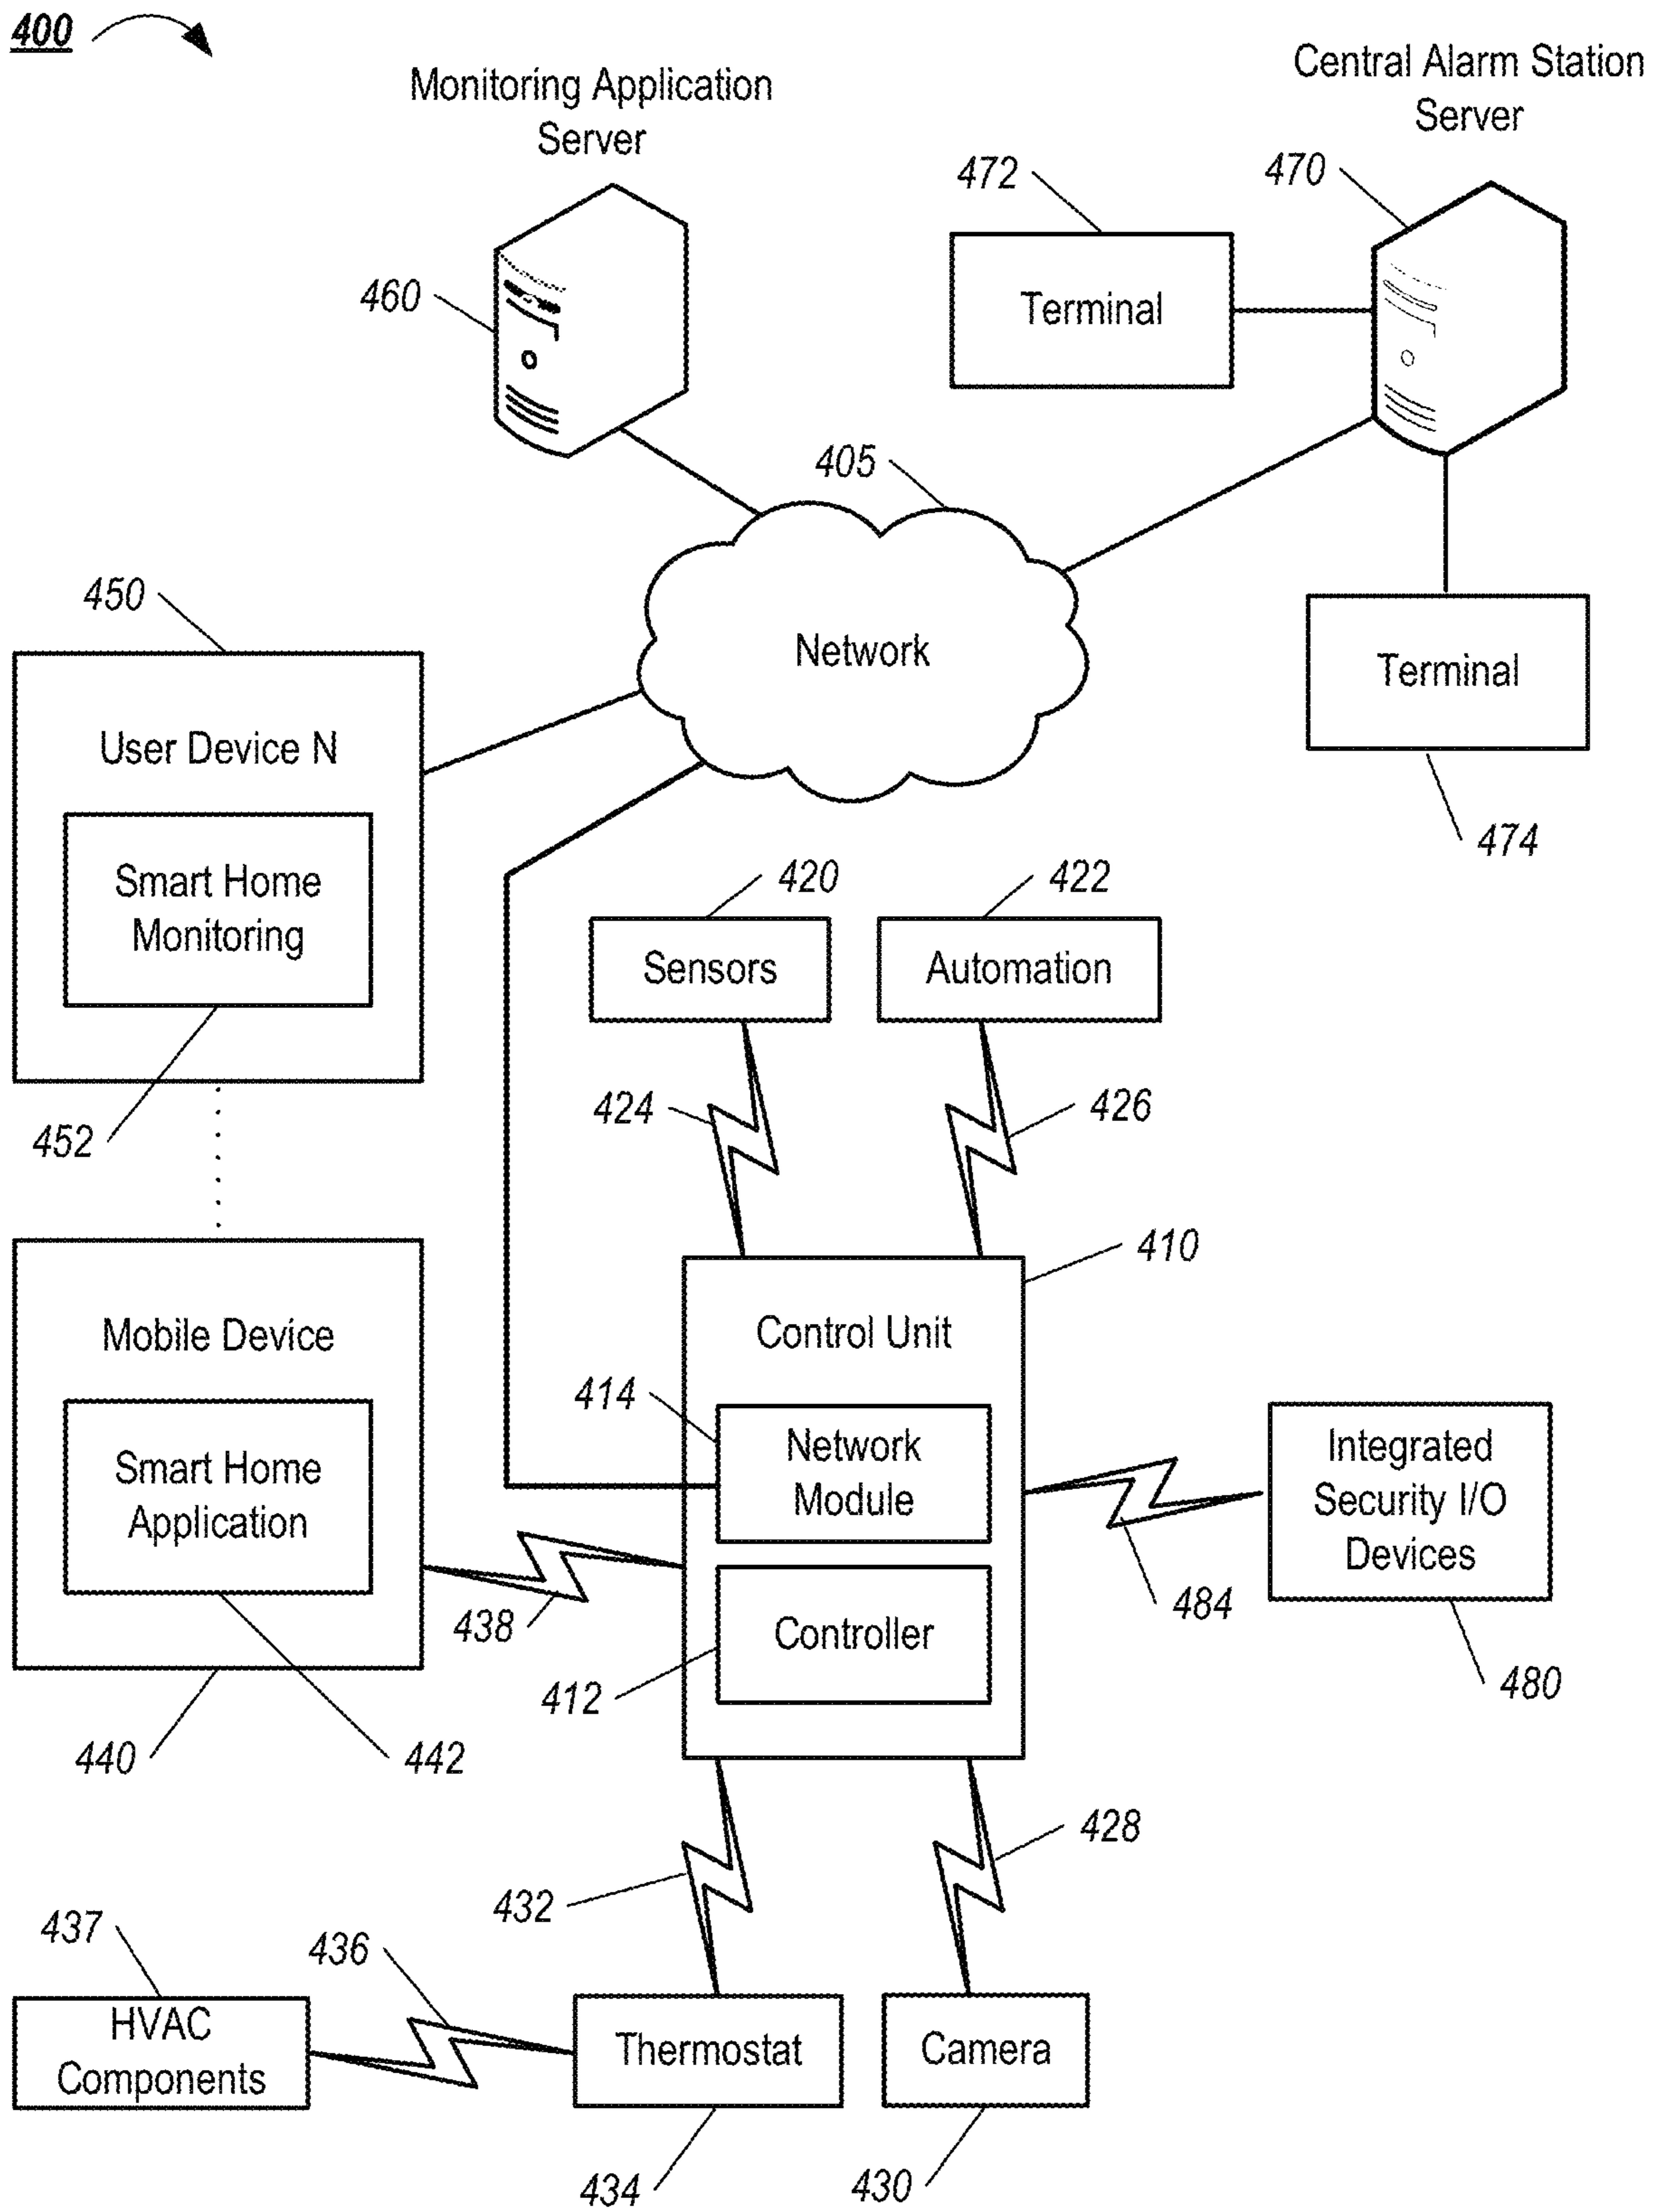 400
Monitoring Application
Server
Central Alarm Station
Server
472
470
460
Terminal
405
450
Network
Terminal
User Device N
474
Smart Home
Monitoring
420
422
Sensors
Automation
452
424
426
410
Mobile Device
Control Unit
414
Smart Home
Application
Network
Module
Integrated
Security I/O
Devices
438
484
Controller
412
480
440
442
428
432
437
436
HVAC
Components
Thermostat
Camera
434
430